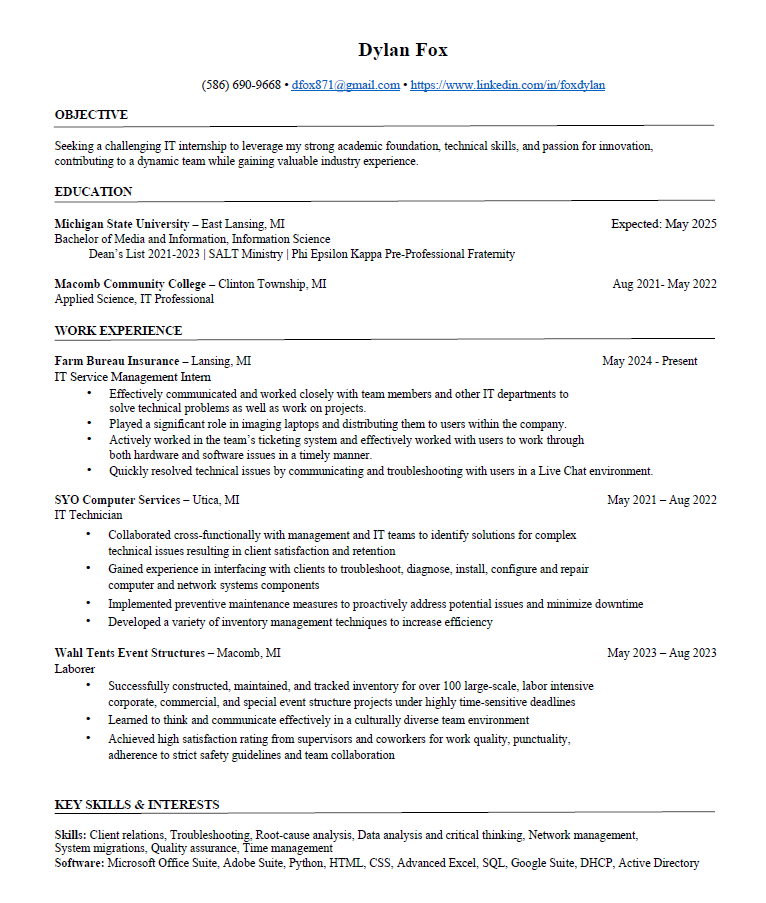 Dylan Fox
(586) 690-9668 • dfox871@gmail.com • https://www.linkedin.com/in/foxdylan
OBJECTIVE
Seeking a challenging IT internship to leverage my strong academic foundation, technical skills, and passion for innovation,
contributing to a dynamic team while gaining valuable industry experience.
EDUCATION
Michigan State University – East Lansing, MI Expected: May 2025
Bachelor of Media and Information, Information Science
Dean's List 2021-2023 | SALT Ministry | Phi Epsilon Kappa Pre-Professional Fraternity
Macomb Community College – Clinton Township, MI Aug 2021- May 2022
Applied Science, IT Professional
WORK EXPERIENCE
Farm Bureau Insurance – Lansing, MI May 2024 - Present
IT Service Management Intern
• Effectively communicated and worked closely with team members and other IT departments to
solve technical problems as well as work on projects.
• Played a significant role in imaging laptops and distributing them to users within the company.
• Actively worked in the team's ticketing system and effectively worked with users to work through
both hardware and software issues in a timely manner.
• Quickly resolved technical issues by communicating and troubleshooting with users in a Live Chat environment.
SYO Computer Services – Utica, MI May 2021 – Aug 2022
IT Technician
• Collaborated cross-functionally with management and IT teams to identify solutions for complex
technical issues resulting in client satisfaction and retention
• Gained experience in interfacing with clients to troubleshoot, diagnose, install, configure and repair
computer and network systems components
• Implemented preventive maintenance measures to proactively address potential issues and minimize downtime
• Developed a variety of inventory management techniques to increase efficiency
Wahl Tents Event Structures – Macomb, MI May 2023 – Aug 2023
Laborer
• Successfully constructed, maintained, and tracked inventory for over 100 large-scale, labor intensive
corporate, commercial, and special event structure projects under highly time-sensitive deadlines
• Learned to think and communicate effectively in a culturally diverse team environment
• Achieved high satisfaction rating from supervisors and coworkers for work quality, punctuality,
adherence to strict safety guidelines and team collaboration
KEY SKILLS & INTERESTS
Skills: Client relations, Troubleshooting, Root-cause analysis, Data analysis and critical thinking, Network management,
System migrations, Quality assurance, Time management
Software: Microsoft Office Suite, Adobe Suite, Python, HTML, CSS, Advanced Excel, SQL, Google Suite, DHCP, Active Directory